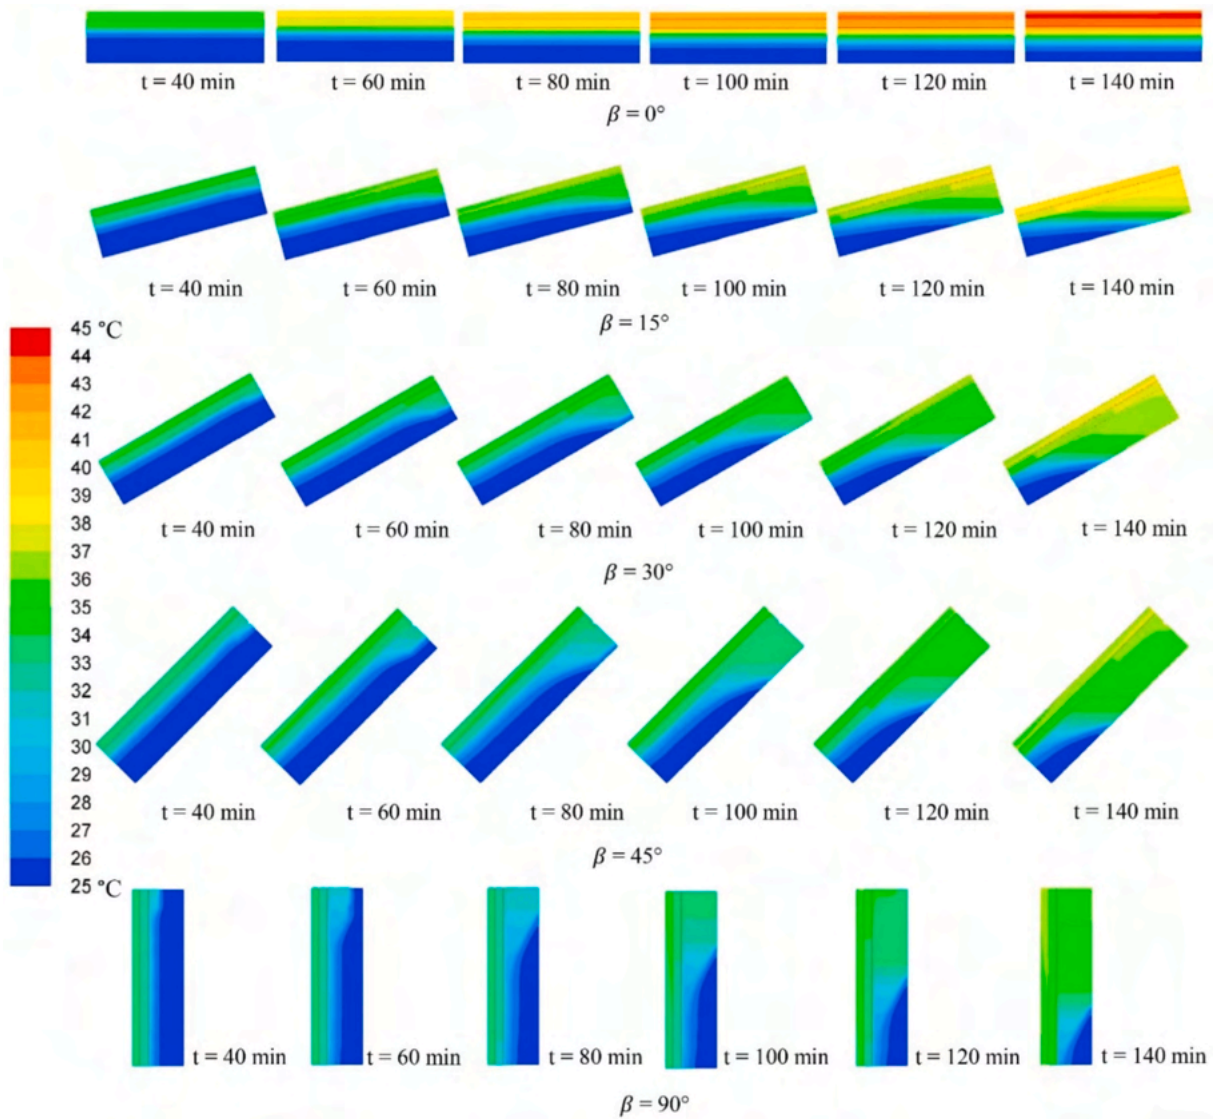 t = 40 min t = 60 min t = 80 min t = 100 min t = 120 min t = 140 min
β = 0°
t = 40 min t = 60 min t = 80 min t = 100 min t = 120 min t = 140 min
β = 15°
45 °C
44
43
42
41
40
39
38
37
36
35
34
33
32
31
30
29
28
27
26
25 °C
t = 40 min t = 60 min t = 80 min t = 100 min t = 120 min t = 140 min
β = 30°
t = 40 min t = 60 min t = 80 min t = 100 min t = 120 min t = 140 min
β = 45°
t = 40 min t = 60 min t = 80 min t = 100 min t = 120 min t = 140 min
β = 90°